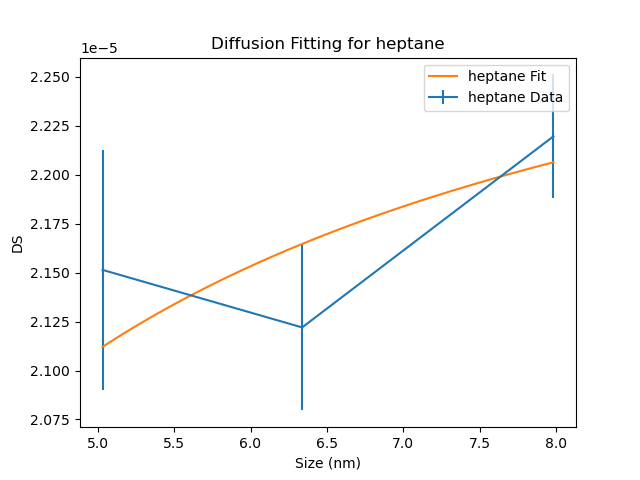 Diffusion Fitting for heptane
1e−5
heptane Fit
heptane Data
2.250
2.225
2.200
2.175
2.150
2.125
2.100
2.075
DS
5.0 5.5 6.0 6.5 7.0 7.5 8.0
Size (nm)